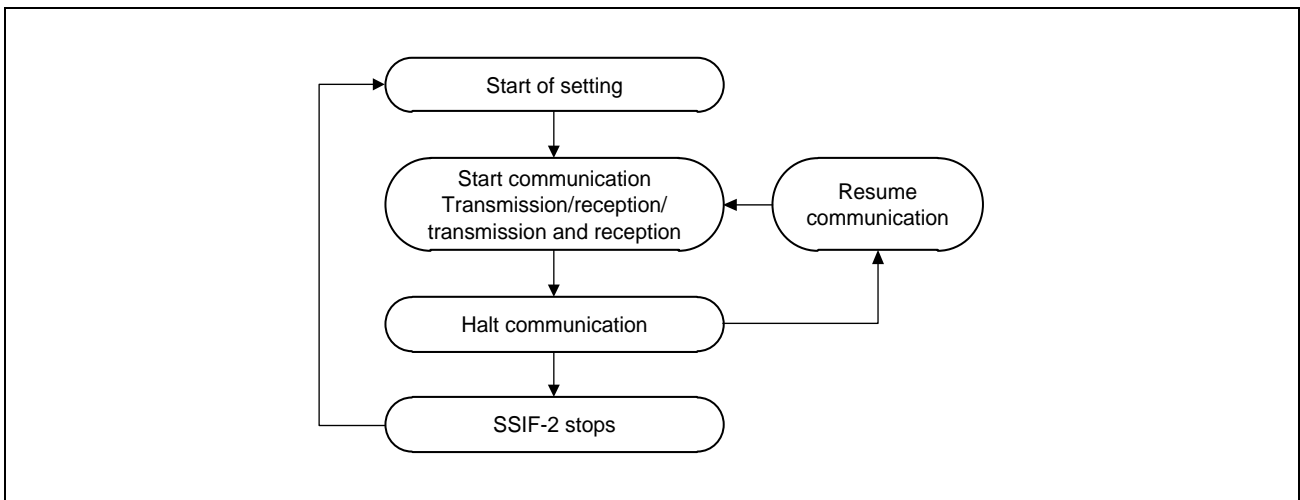 Start of setting
Start communication
Transmission/reception/
transmission and reception
Resume
communication
Halt communication
SSIF-2 stops